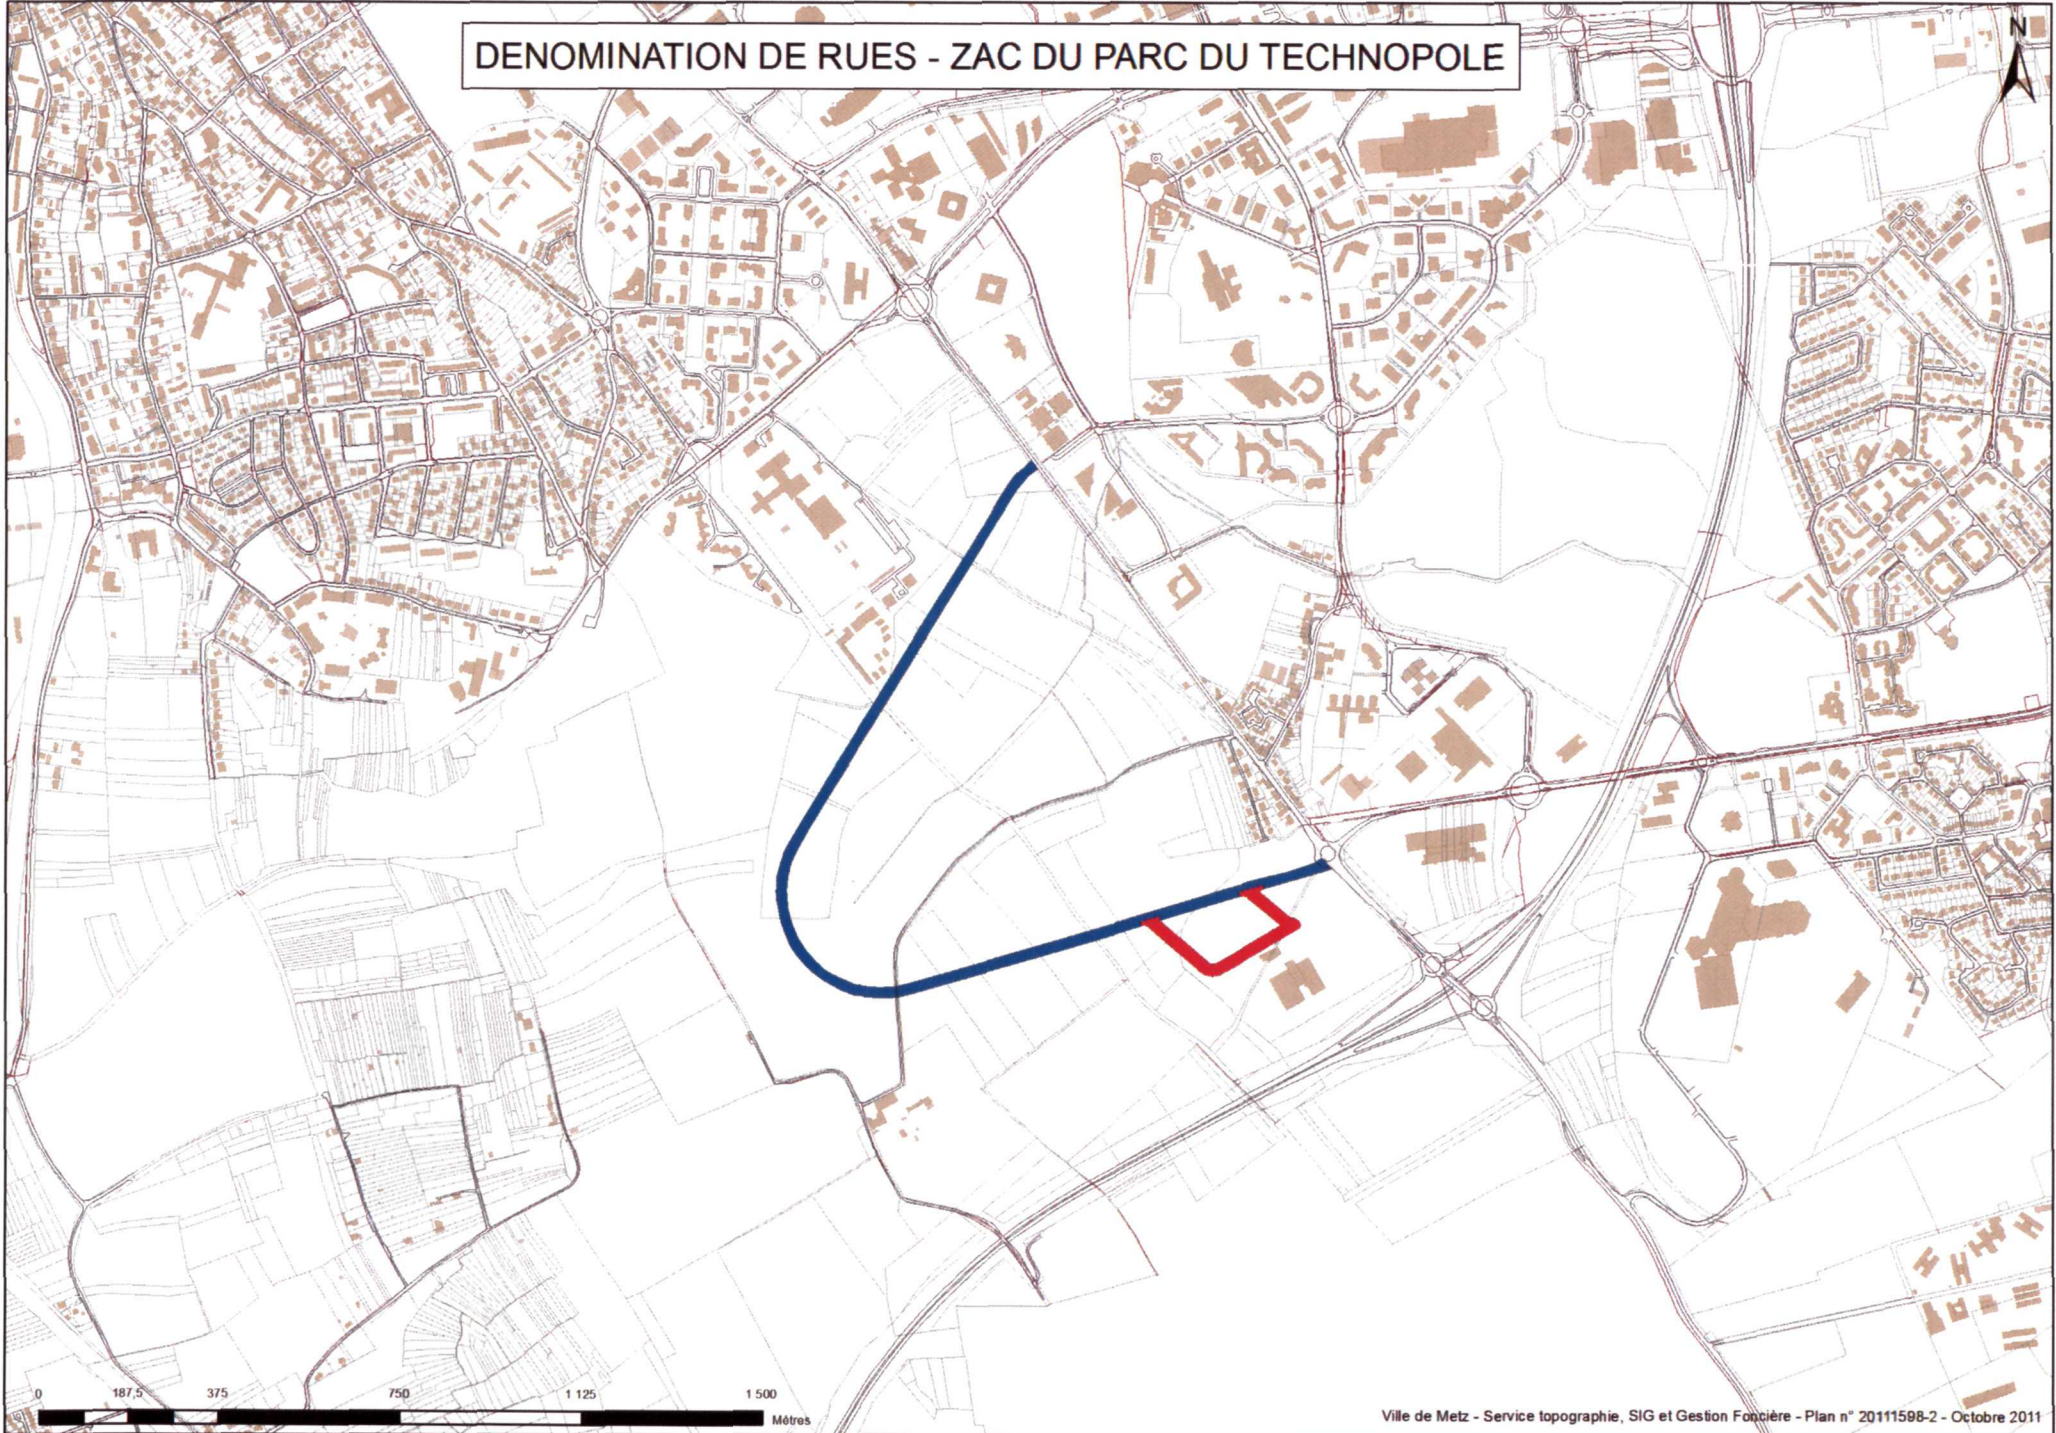 DENOMINATION DE RUES - ZAC DU PARC DU TECHNOPOLE
N
0 187,5 375 750 1 125 1 500
Mètres
Ville de Metz - Service topographie, SIG et Gestion Foncière - Plan n° 20111598-2 - Octobre 2011